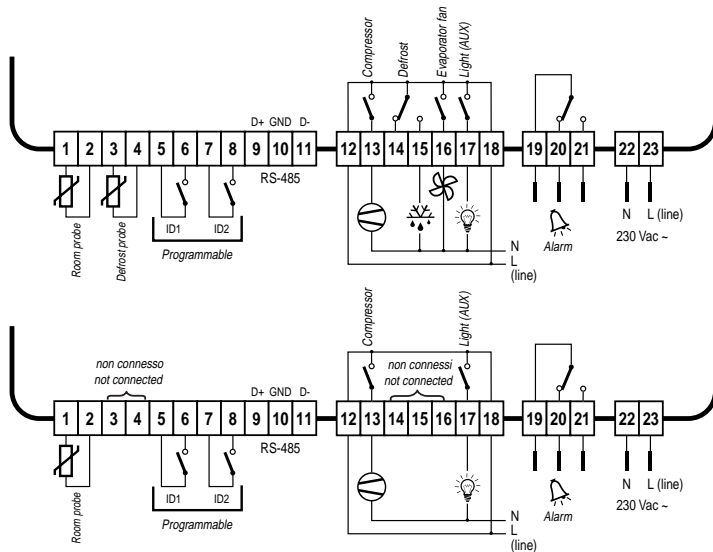 Compressor
Defrost
Evaporator fan
Light (AUX)
D+ GND D-
1 2 3 4 5 6 7 8 9 10 11 12 13 14 15 16 17 18 19 20 21 22 23
RS-485
Room probe
Defrost probe
ID1 ID2
Programmable
N
L
(line)
Alarm
N L (line)
230 Vac ~
Compressor
Light (AUX)
non connesso
not connected
non connessi
not connected
D+ GND D-
1 2 3 4 5 6 7 8 9 10 11 12 13 14 15 16 17 18 19 20 21 22 23
RS-485
Room probe
ID1 ID2
Programmable
N
L
(line)
Alarm
N L (line)
230 Vac ~